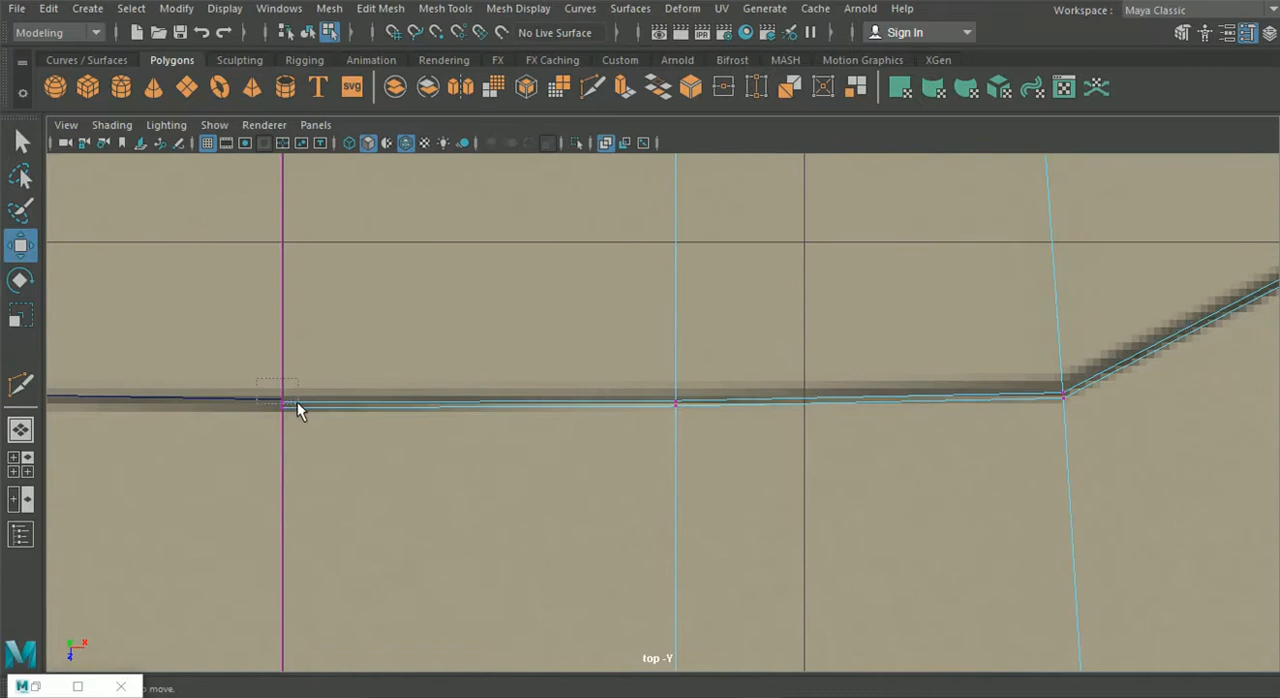 File Edit Create Select Modify Display Windows Mesh Edit Mesh Mesh Tools Mesh Display Curves Surfaces Deform UV Generate Cache Arnold Help Workspace : Maya Classic
Modeling No Live Surface IPR Sign In
Curves / Surfaces Polygons Sculpting Rigging Animation Rendering FX FX Caching Custom Arnold Bifrost MASH Motion Graphics XGen
T SVG
View Shading Lighting Show Renderer Panels
y x
z
top -Y
M
M to move.